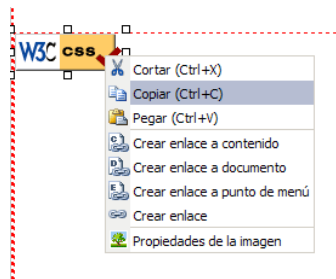 W3C css
Cortar (Ctrl+X)
Copiar (Ctrl+C)
Pegar (Ctrl+V)
Crear enlace a contenido
Crear enlace a documento
Crear enlace a punto de menú
Crear enlace
Propiedades de la imagen